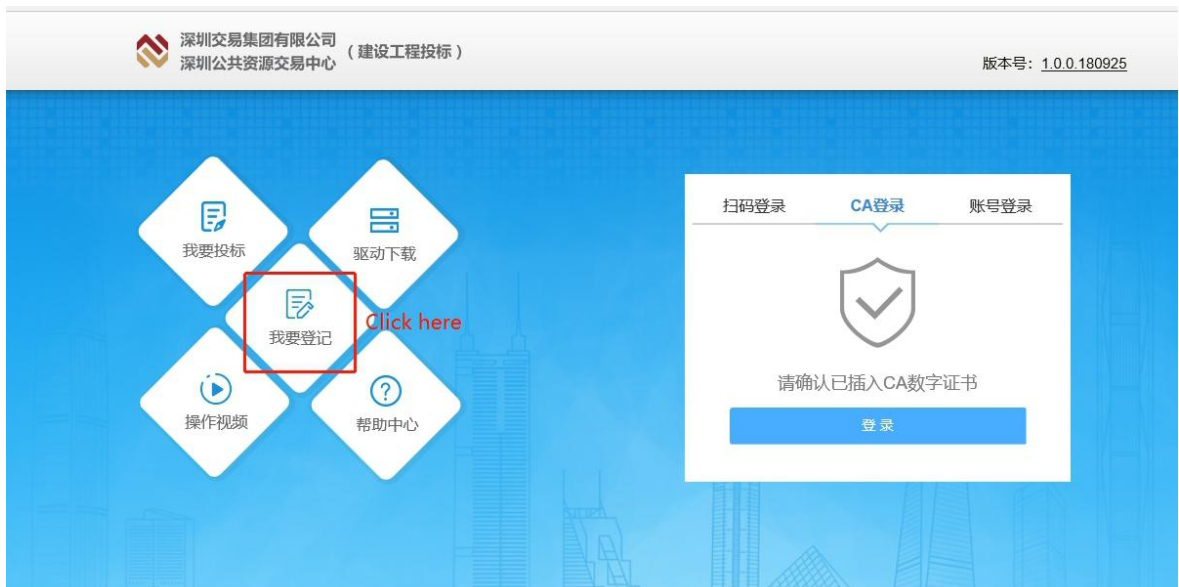 深圳交易集团有限公司
深圳公共资源交易中心
(建设工程投标)
版本号: 1.0.0.180925
我要投标
驱动下载
我要登记
Click here
操作视频
帮助中心
扫码登录 CA登录 账号登录
请确认已插入CA数字证书
登录